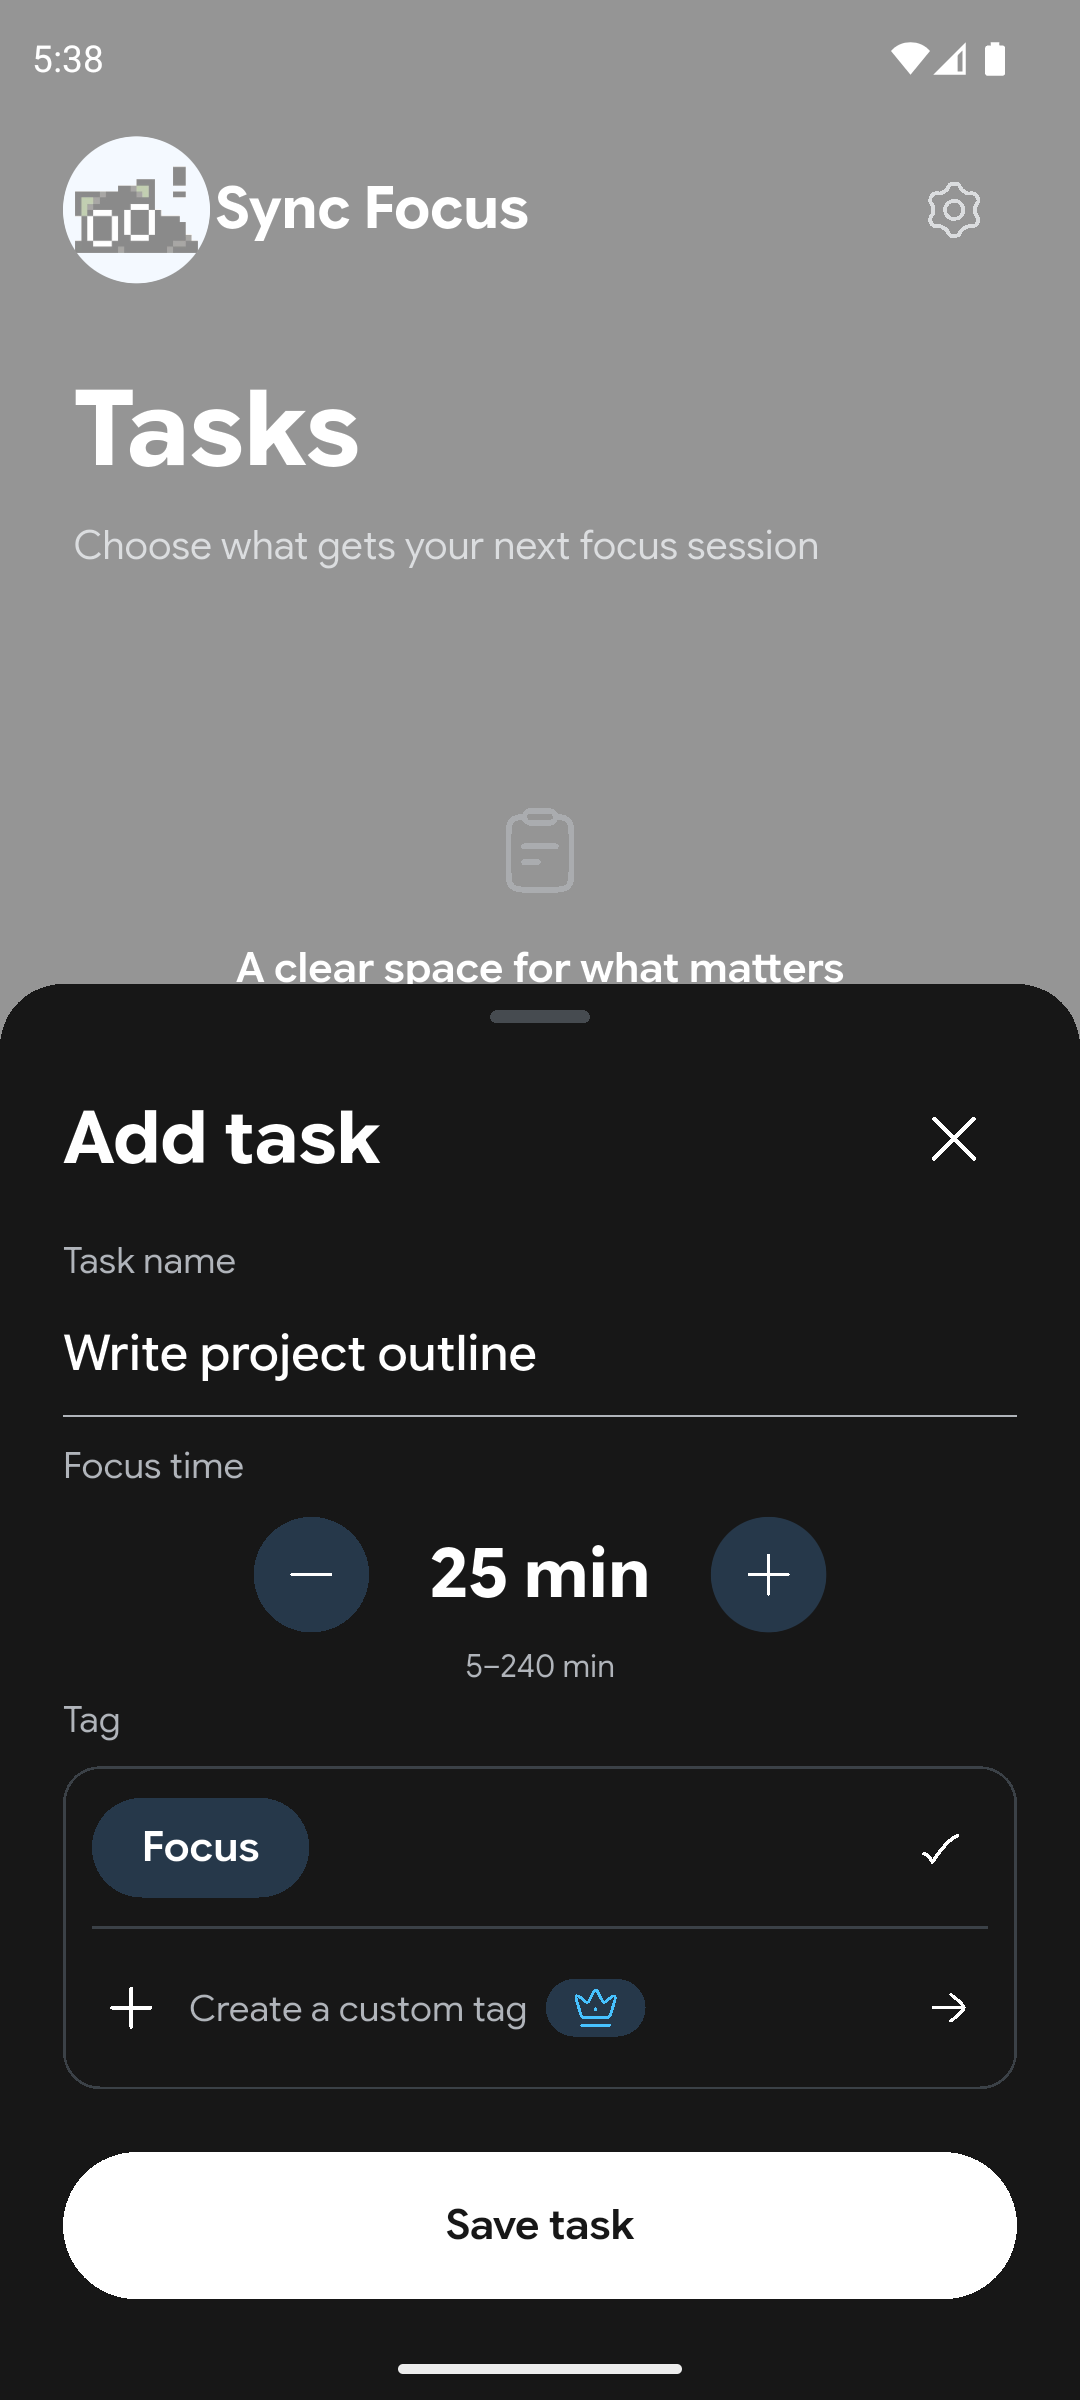 5:38
Sync Focus
Tasks
Choose what gets your next focus session
A clear space for what matters
Add task
Task name
Write project outline
Focus time
25 min
5–240 min
Tag
Focus
Create a custom tag
Save task